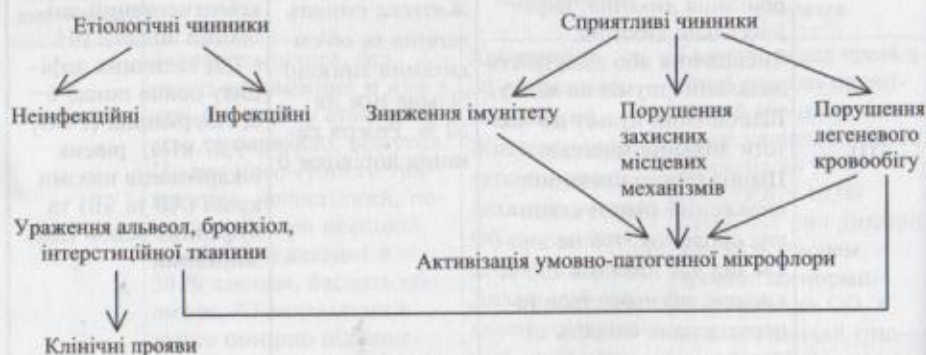 Етіологічні чинники
Сприятливі чинники
Неінфекційні
Інфекційні
Зниження імунітету
Порушення
захисних
місцевих
механізмів
Порушення
легеневого
кровообігу
Ураження альвеол, бронхіол,
інтерстиційної тканини
Активізація умовно-патогенної мікрофлори
Клінічні прояви